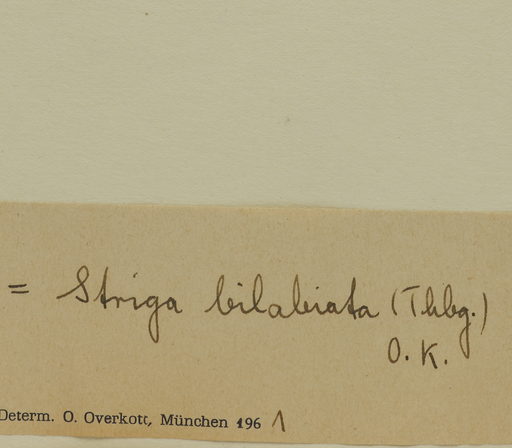 = Striga bilabiata (Thbg.)
O. K.
Determ. O. Overkott, München 1961